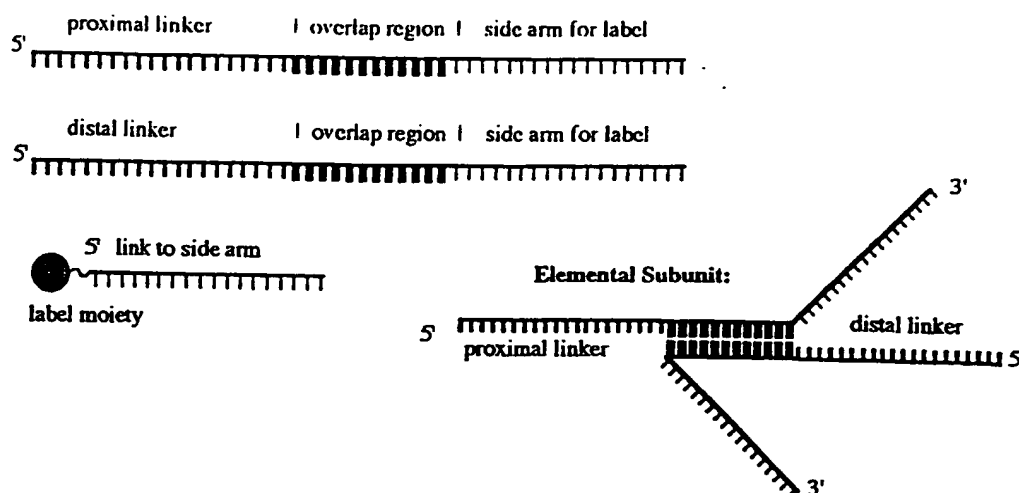 proximal linker | overlap region | side arm for label
5'
distal linker | overlap region | side arm for label
5'
5' link to side arm
label moiety
Elemental Subunit:
3'
5'
proximal linker
distal linker
5'
3'